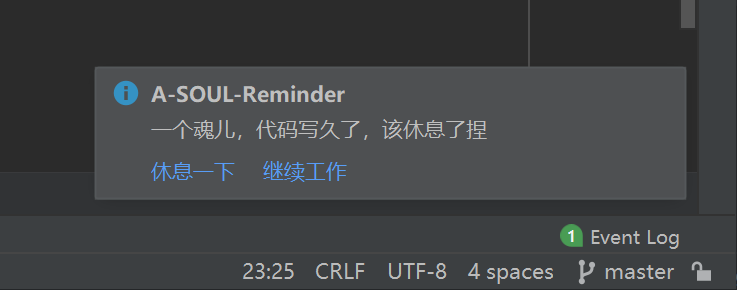 A-SOUL-Reminder
一个魂儿，代码写久了，该休息了捏
休息一下 继续工作
1 Event Log
23:25 CRLF UTF-8 4 spaces master